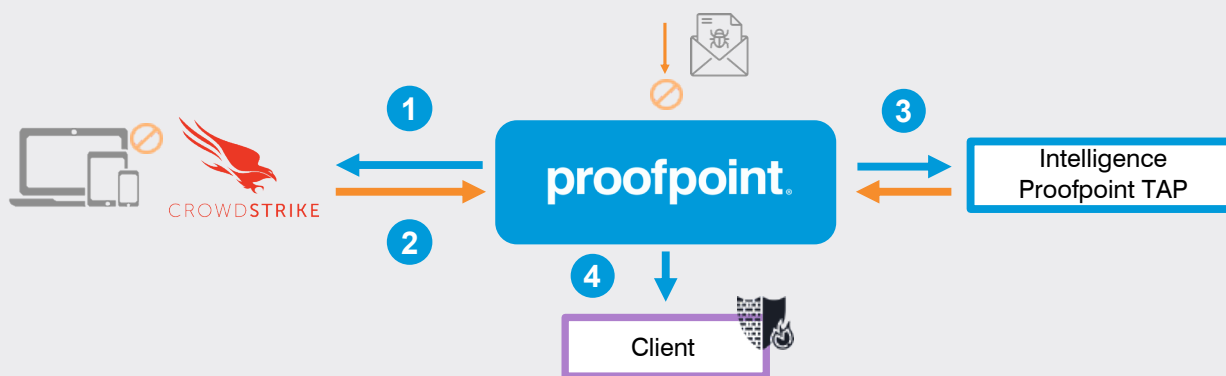 1
3
proofpoint.
Intelligence
Proofpoint TAP
CROWDSTRIKE
2
4
Client